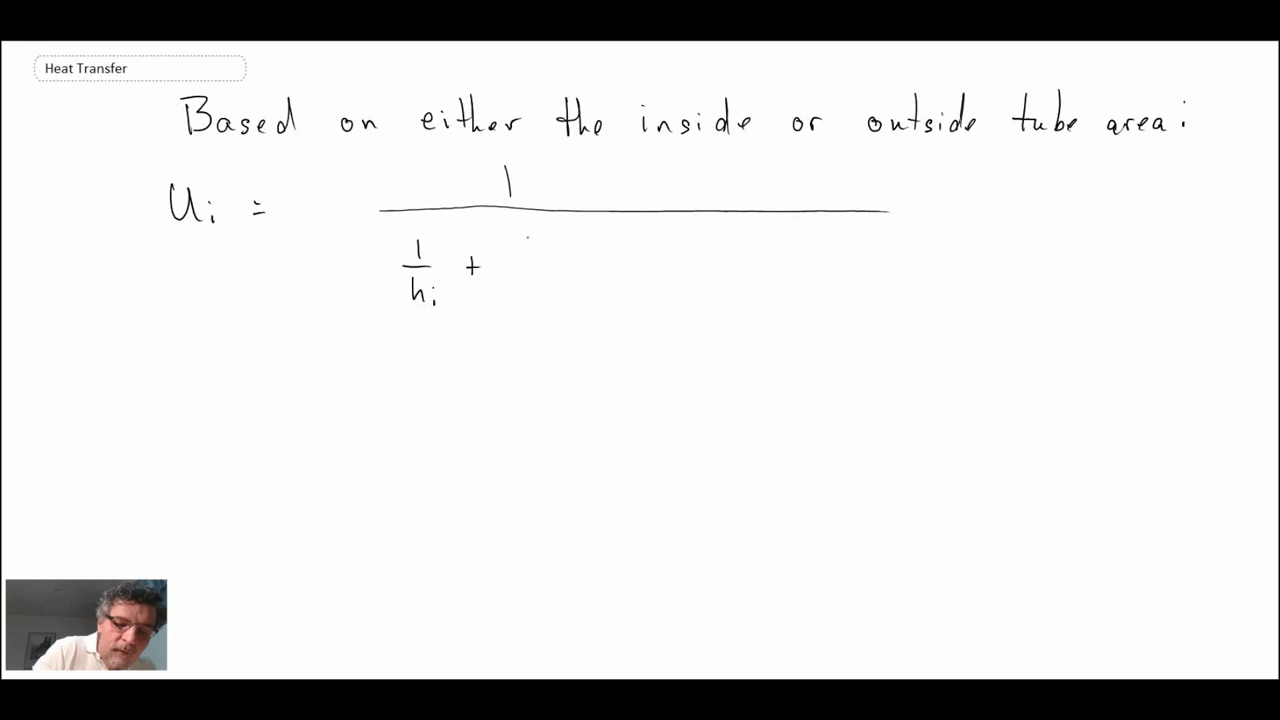 Heat Transfer
Based on either the inside or outside tube area:
Ui = 1
1/hi +